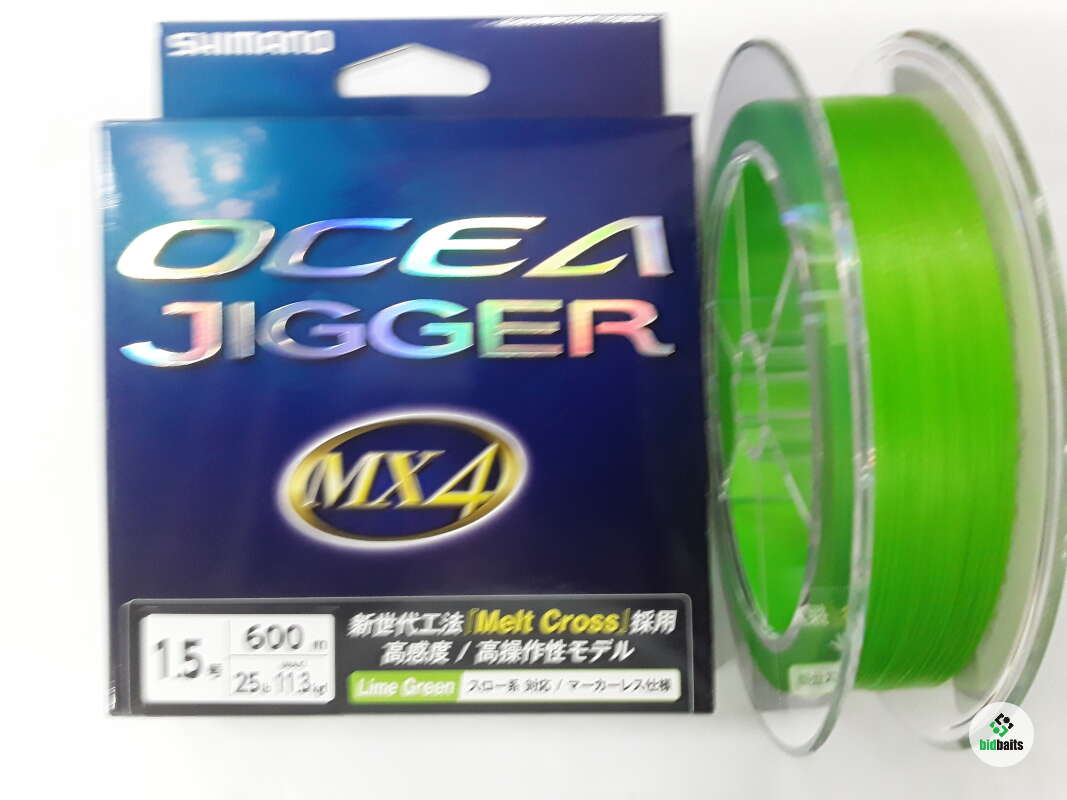 SHIMANO
OCEA
JIGGER
MX4
新世代工法『Melt Cross』採用
高感度 / 高操作性モデル
1.5号
600m
25lb 11.3kgf
MAX
Lime Green スロー系 対応 / マーカーレス仕様
bidbaits